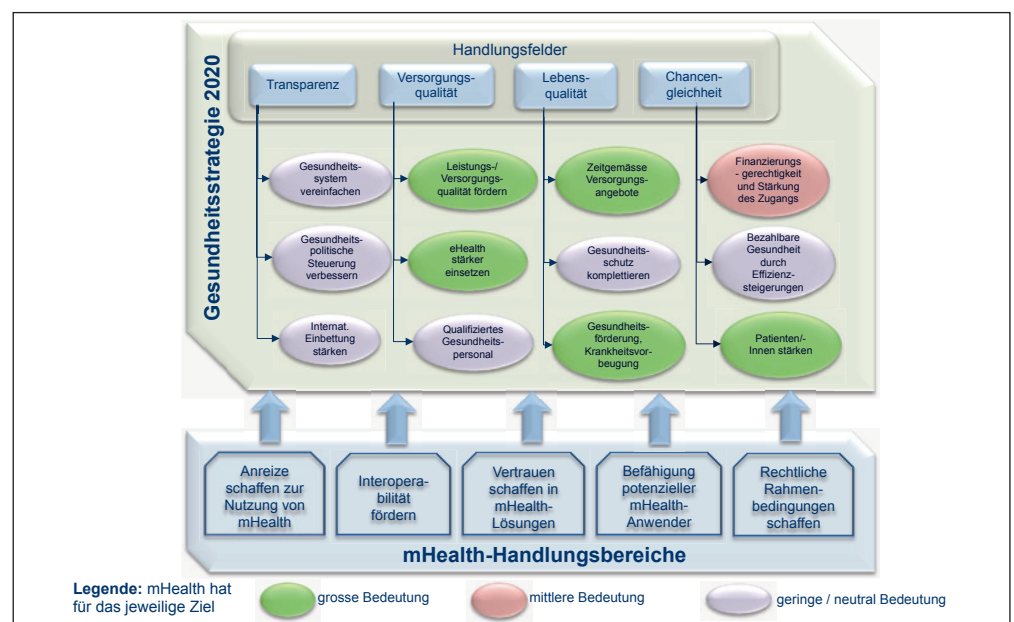 Gesundheitsstrategie 2020
Handlungsfelder
Transparenz
Versorgungs-
qualität
Lebens-
qualität
Chancen-
gleichheit
Gesundheits-
system
vereinfachen
Leistungs-/
Versorgungs-
qualität fördern
Zeitgemässe
Versorgungs-
angebote
Finanzierungs
- gerechtigkeit
und Stärkung
des Zugangs
Gesundheits-
politische
Steuerung
verbessern
eHealth
stärker
einsetzen
Gesundheits-
schutz
komplettieren
Bezahlbare
Gesundheit
durch
Effizienz-
steigerungen
Internat.
Einbettung
stärken
Qualifiziertes
Gesundheits-
personal
Gesundheits-
förderung,
Krankheitsvor-
beugung
Patienten/-
Innen stärken
Anreize
schaffen zur
Nutzung von
mHealth
Interopera-
bilität
fördern
Vertrauen
schaffen in
mHealth-
Lösungen
Befähigung
potenzieller
mHealth-
Anwender
Rechtliche
Rahmen-
bedingungen
schaffen
mHealth-Handlungsbereiche
Legende: mHealth hat
für das jeweilige Ziel
grosse Bedeutung
mittlere Bedeutung
geringe / neutral Bedeutung